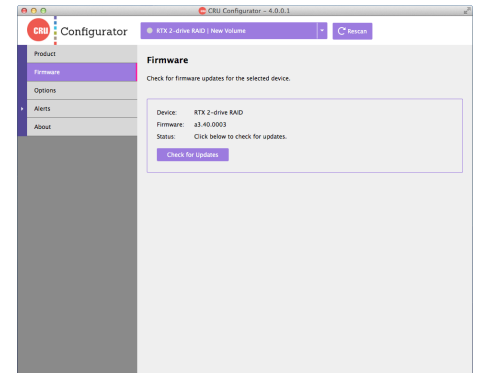 CRU Configurator – 4.0.0.1
CRU Configurator
RTX 2-drive RAID | New Volume
Rescan
Product
Firmware
Options
Alerts
About
Firmware
Check for firmware updates for the selected device.
Device: RTX 2-drive RAID
Firmware: a3.40.0003
Status: Click below to check for updates.
Check for Updates